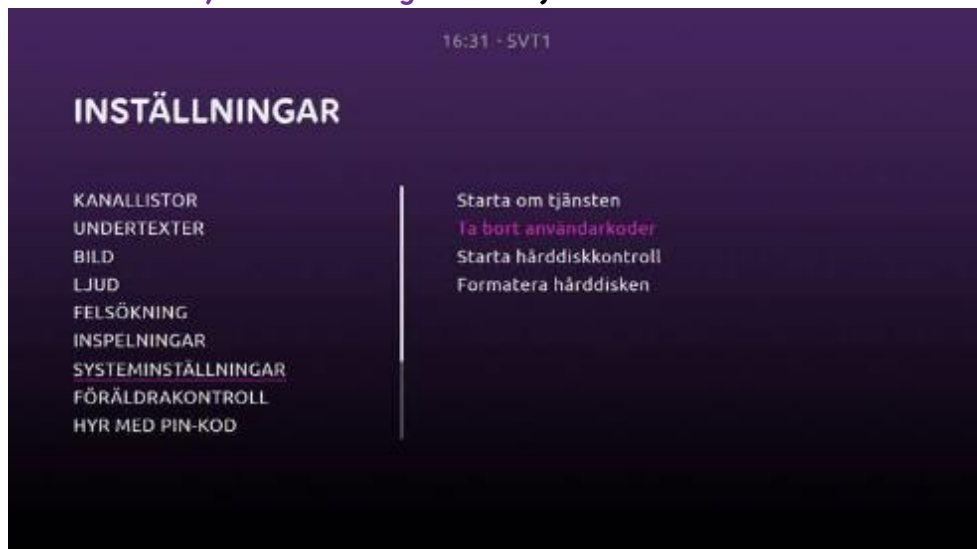 16:31 - SVT1
INSTÄLLNINGAR
KANALLISTOR
UNDERTEXTER
BILD
LJUD
FELSÖKNING
INSPELNINGAR
SYSTEMINSTÄLLNINGAR
FÖRÄLDRAKONTROLL
HYR MED PIN-KOD
Starta om tjänsten
Ta bort användarkoder
Starta hårddiskkontroll
Formatera hårddisken